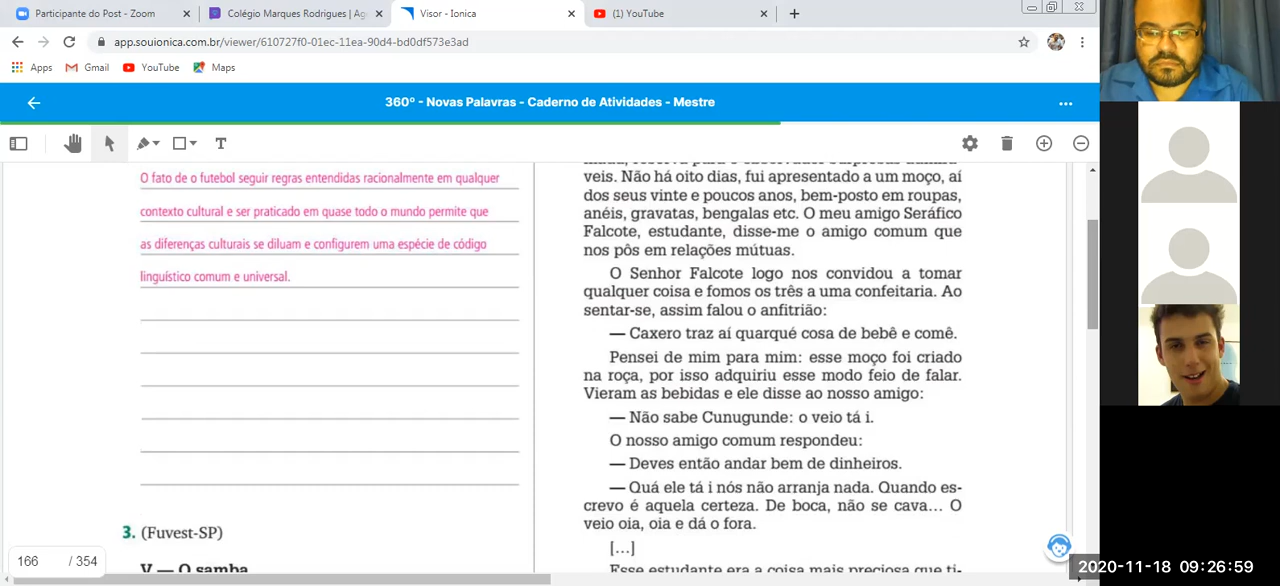 Participante do Post - Zoom
Colégio Marques Rodrigues | Ag
Visor - Ionica
(1) YouTube
app.souionica.com.br/viewer/610727f0-01ec-11ea-90d4-bd0df573e3ad
Apps
Gmail
YouTube
Maps
360º - Novas Palavras - Caderno de Atividades - Mestre
T
O fato de o futebol seguir regras entendidas racionalmente em qualquer
contexto cultural e ser praticado em quase todo o mundo permite que
as diferenças culturais se diluam e configurem uma espécie de código
linguístico comum e universal.
3. (Fuvest-SP)
V — O samba
166 / 354
veis. Não há oito dias, fui apresentado a um moço, aí
dos seus vinte e poucos anos, bem-posto em roupas,
anéis, gravatas, bengalas etc. O meu amigo Seráfico
Falcote, estudante, disse-me o amigo comum que
nos pôs em relações mútuas.
O Senhor Falcote logo nos convidou a tomar
qualquer coisa e fomos os três a uma confeitaria. Ao
sentar-se, assim falou o anfitrião:
— Caxero traz aí quarqué cosa de bebê e comê.
Pensei de mim para mim: esse moço foi criado
na roça, por isso adquiriu esse modo feio de falar.
Vieram as bebidas e ele disse ao nosso amigo:
— Não sabe Cunugunde: o veio tá i.
O nosso amigo comum respondeu:
— Deves então andar bem de dinheiros.
— Quá ele tá i nós não arranja nada. Quando es-
crevo é aquela certeza. De boca, não se cava... O
veio oia, oia e dá o fora.
[...]
Esse estudante era a coisa mais preciosa que ti-
2020-11-18 09:26:59